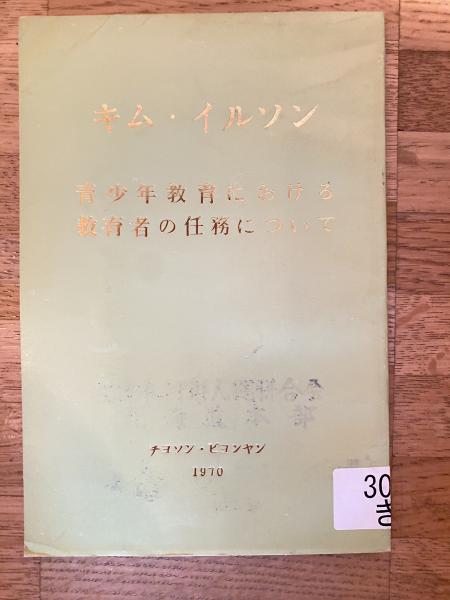 キム・イルソン
青少年教育における
教育者の任務について
チョソン・ピョンヤン
1970
30
き